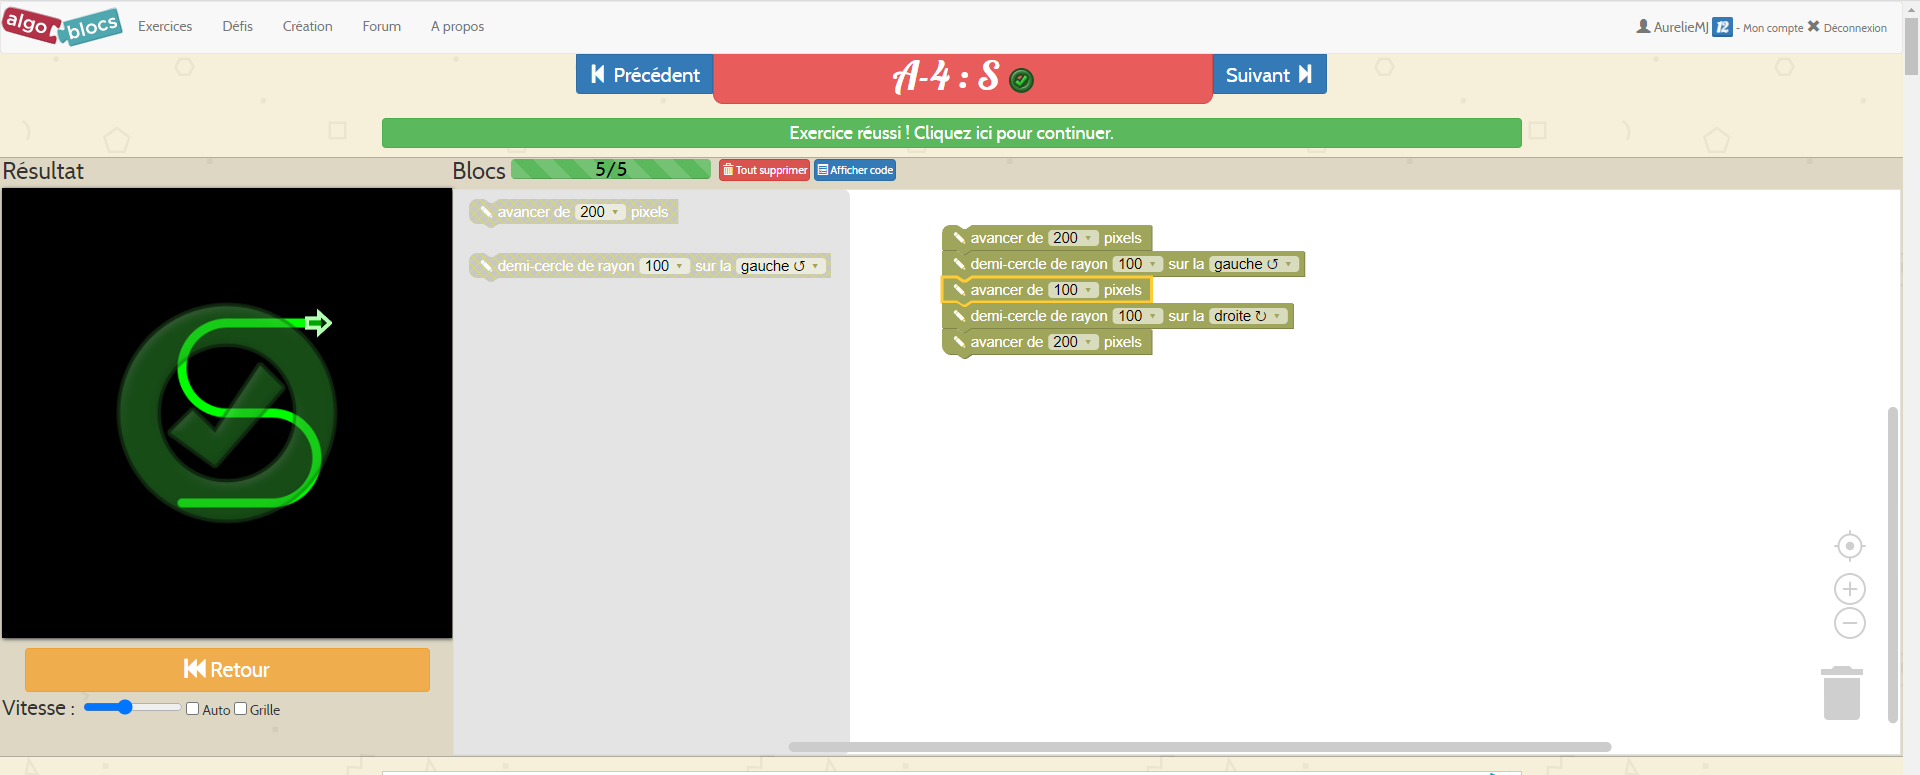 algo blocs
Exercices Défis Création Forum A propos
AurelieMJ 12 - Mon compte Déconnexion
Précédent
A-4 : S
Suivant
Exercice réussi ! Cliquez ici pour continuer.
Résultat
Blocs 5/5 Tout supprimer Afficher code
avancer de 200 pixels
demi-cercle de rayon 100 sur la gauche ↺
avancer de 200 pixels
demi-cercle de rayon 100 sur la gauche ↺
avancer de 100 pixels
demi-cercle de rayon 100 sur la droite ↻
avancer de 200 pixels
Retour
Vitesse : Auto Grille